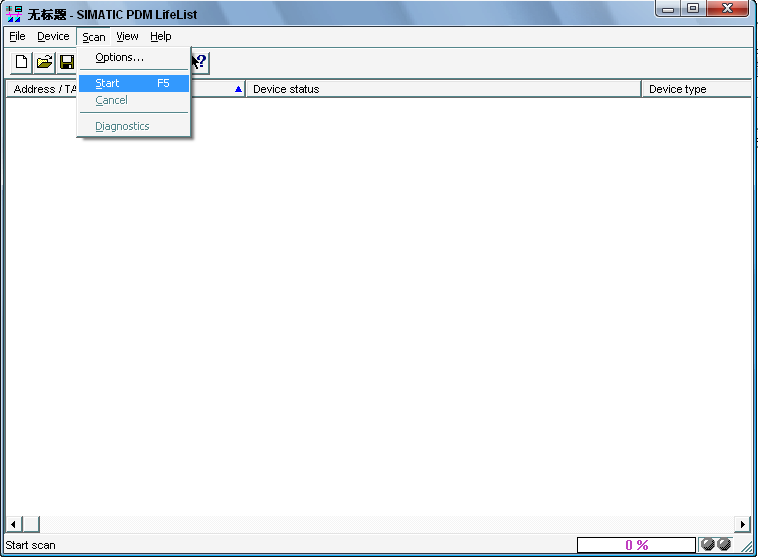 无标题 - SIMATIC PDM LifeList
File Device Scan View Help
Options...
Start F5
Cancel
Diagnostics
?
Address / TA Device status Device type
Start scan 0 %